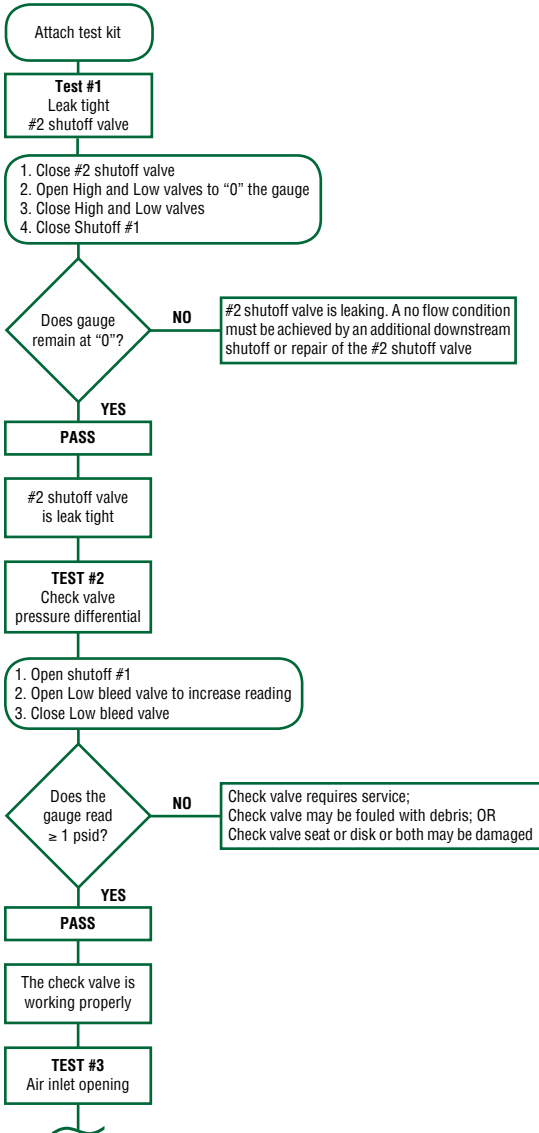 Attach test kit
Test #1
Leak tight
#2 shutoff valve
1. Close #2 shutoff valve
2. Open High and Low valves to “0” the gauge
3. Close High and Low valves
4. Close Shutoff #1
Does gauge
remain at “0”?
NO
#2 shutoff valve is leaking. A no flow condition
must be achieved by an additional downstream
shutoff or repair of the #2 shutoff valve
YES
PASS
#2 shutoff valve
is leak tight
TEST #2
Check valve
pressure differential
1. Open shutoff #1
2. Open Low bleed valve to increase reading
3. Close Low bleed valve
Does the
gauge read
≥ 1 psid?
NO
Check valve requires service;
Check valve may be fouled with debris; OR
Check valve seat or disk or both may be damaged
YES
PASS
The check valve is
working properly
TEST #3
Air inlet opening